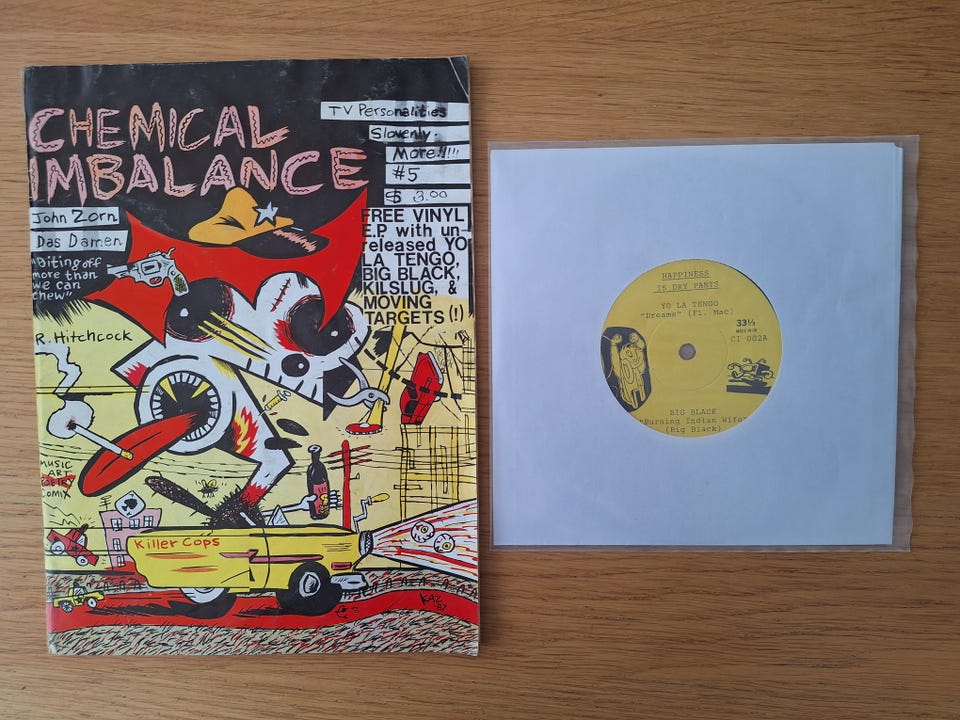 CHEMICAL
IMBALANCE
TV Personalities
Slovenly.
More!!!!!
#5
$ 3.00
John Zorn
Das Damen
"Biting off
more than
we can
chew"
R. Hitchcock
FREE VINYL
E.P with un-
released YO
LA TENGO,
BIG BLACK,
KILSLUG, &
MOVING
TARGETS (!)
MUSIC
ART
POETRY
COMIX
Killer Cops
KAZ
'87
HAPPINESS
IS DRY PANTS
YO LA TENGO
"Dreams" (Fl. Mac)
33⅓
CI 002A
BIG BLACK
"Burning Indian Wife"
(Big Black)